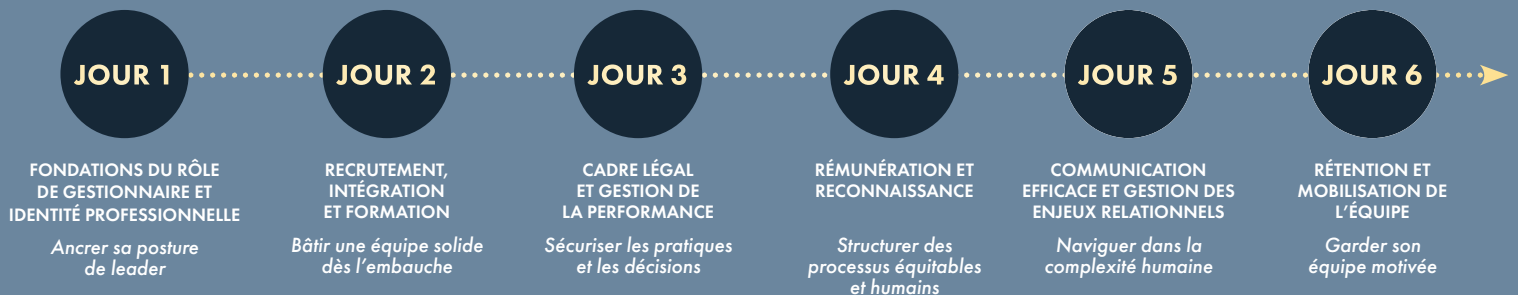 JOUR 1
JOUR 2
JOUR 3
JOUR 4
JOUR 5
JOUR 6
FONDATIONS DU RÔLE
DE GESTIONNAIRE ET
IDENTITÉ PROFESSIONNELLE
Ancrer sa posture
de leader
RECRUTEMENT,
INTÉGRATION
ET FORMATION
Bâtir une équipe solide
dès l’embauche
CADRE LÉGAL
ET GESTION DE
LA PERFORMANCE
Sécuriser les pratiques
et les décisions
RÉMUNÉRATION ET
RECONNAISSANCE
Structurer des
processus équitables
et humains
COMMUNICATION
EFFICACE ET GESTION DES
ENJEUX RELATIONNELS
Naviguer dans la
complexité humaine
RÉTENTION ET
MOBILISATION DE
L’ÉQUIPE
Garder son
équipe motivée